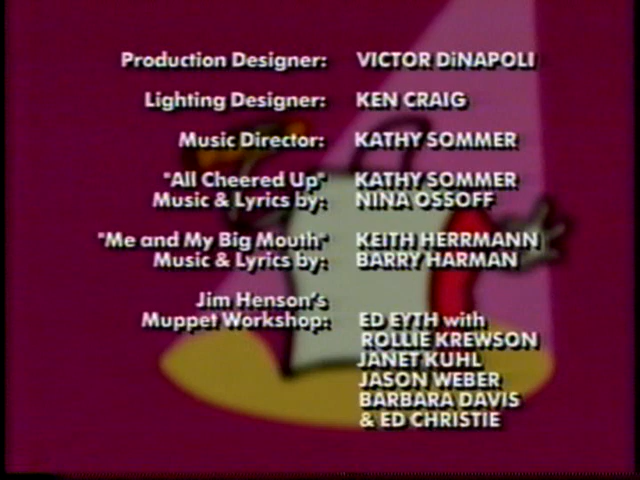 Production Designer: VICTOR DiNAPOLI
Lighting Designer: KEN CRAIG
Music Director: KATHY SOMMER
"All Cheered Up" KATHY SOMMER
Music & Lyrics by: NINA OSSOFF
"Me and My Big Mouth" KEITH HERRMANN
Music & Lyrics by: BARRY HARMAN
Jim Henson's
Muppet Workshop: ED EYTH with
ROLLIE KREWSON
JANET KUHL
JASON WEBER
BARBARA DAVIS
& ED CHRISTIE